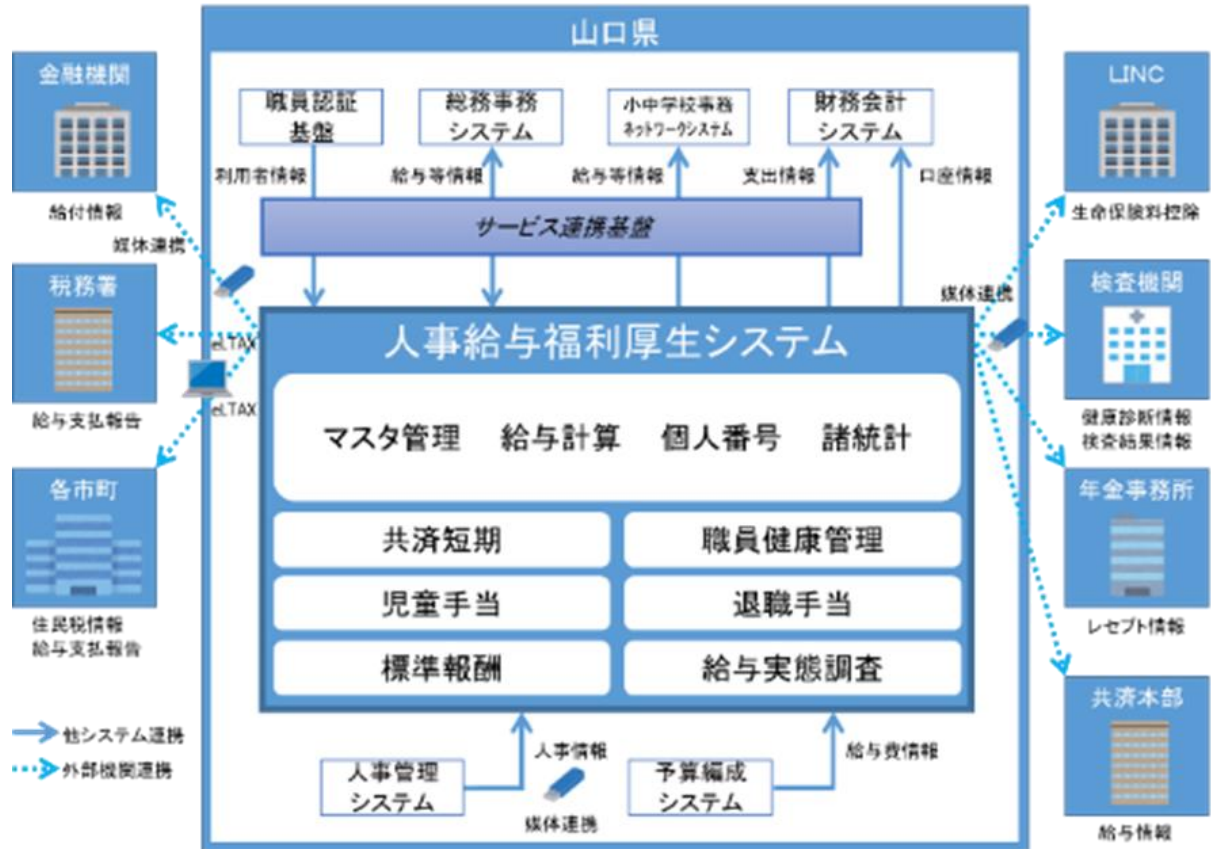 山口県
金融機関
給付情報
媒体連携
税務署
eLTAX
給与支払報告
eLTAX
各市町
住民税情報
給与支払報告
他システム連携
外部機関連携
職員認証
基盤
総務事務
システム
小中学校事務
ネットワークシステム
財務会計
システム
利用者情報
給与等情報
給与等情報
支出情報
口座情報
サービス連携基盤
人事給与福利厚生システム
マスタ管理 給与計算 個人番号 諸統計
共済短期
職員健康管理
児童手当
退職手当
標準報酬
給与実態調査
人事情報
給与費情報
人事管理
システム
媒体連携
予算編成
システム
LINC
生命保険料控除
媒体連携
検査機関
健康診断情報
検査結果情報
年金事務所
レセプト情報
共済本部
給与情報